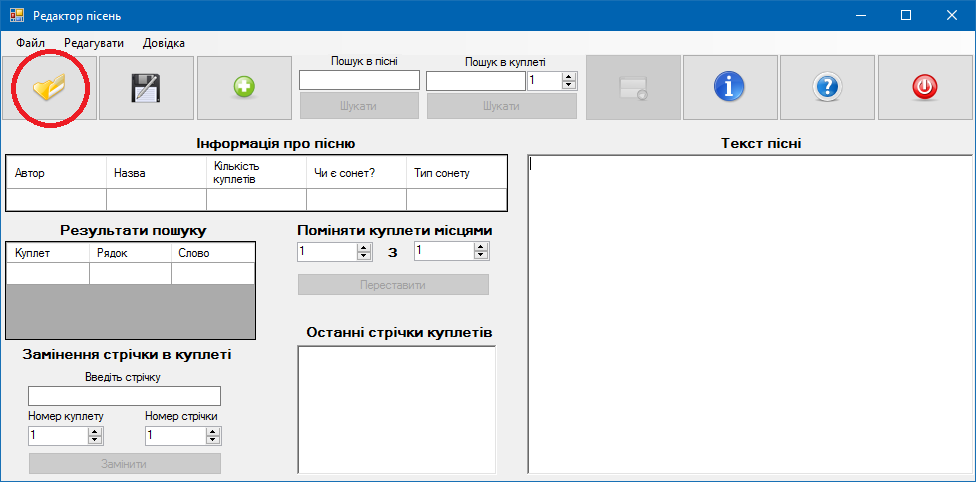 Редактор пісень
Файл Редагувати Довідка
Пошук в пісні Пошук в куплеті
1
Шукати Шукати
Інформація про пісню Текст пісні
Автор Назва Кількість куплетів Чи є сонет? Тип сонету
Результати пошуку Поміняти куплети місцями
Куплет Рядок Слово
1 З 1
Переставити
Останні стрічки куплетів
Замінення стрічки в куплеті
Введіть стрічку
Номер куплету Номер стрічки
1 1
Замінити